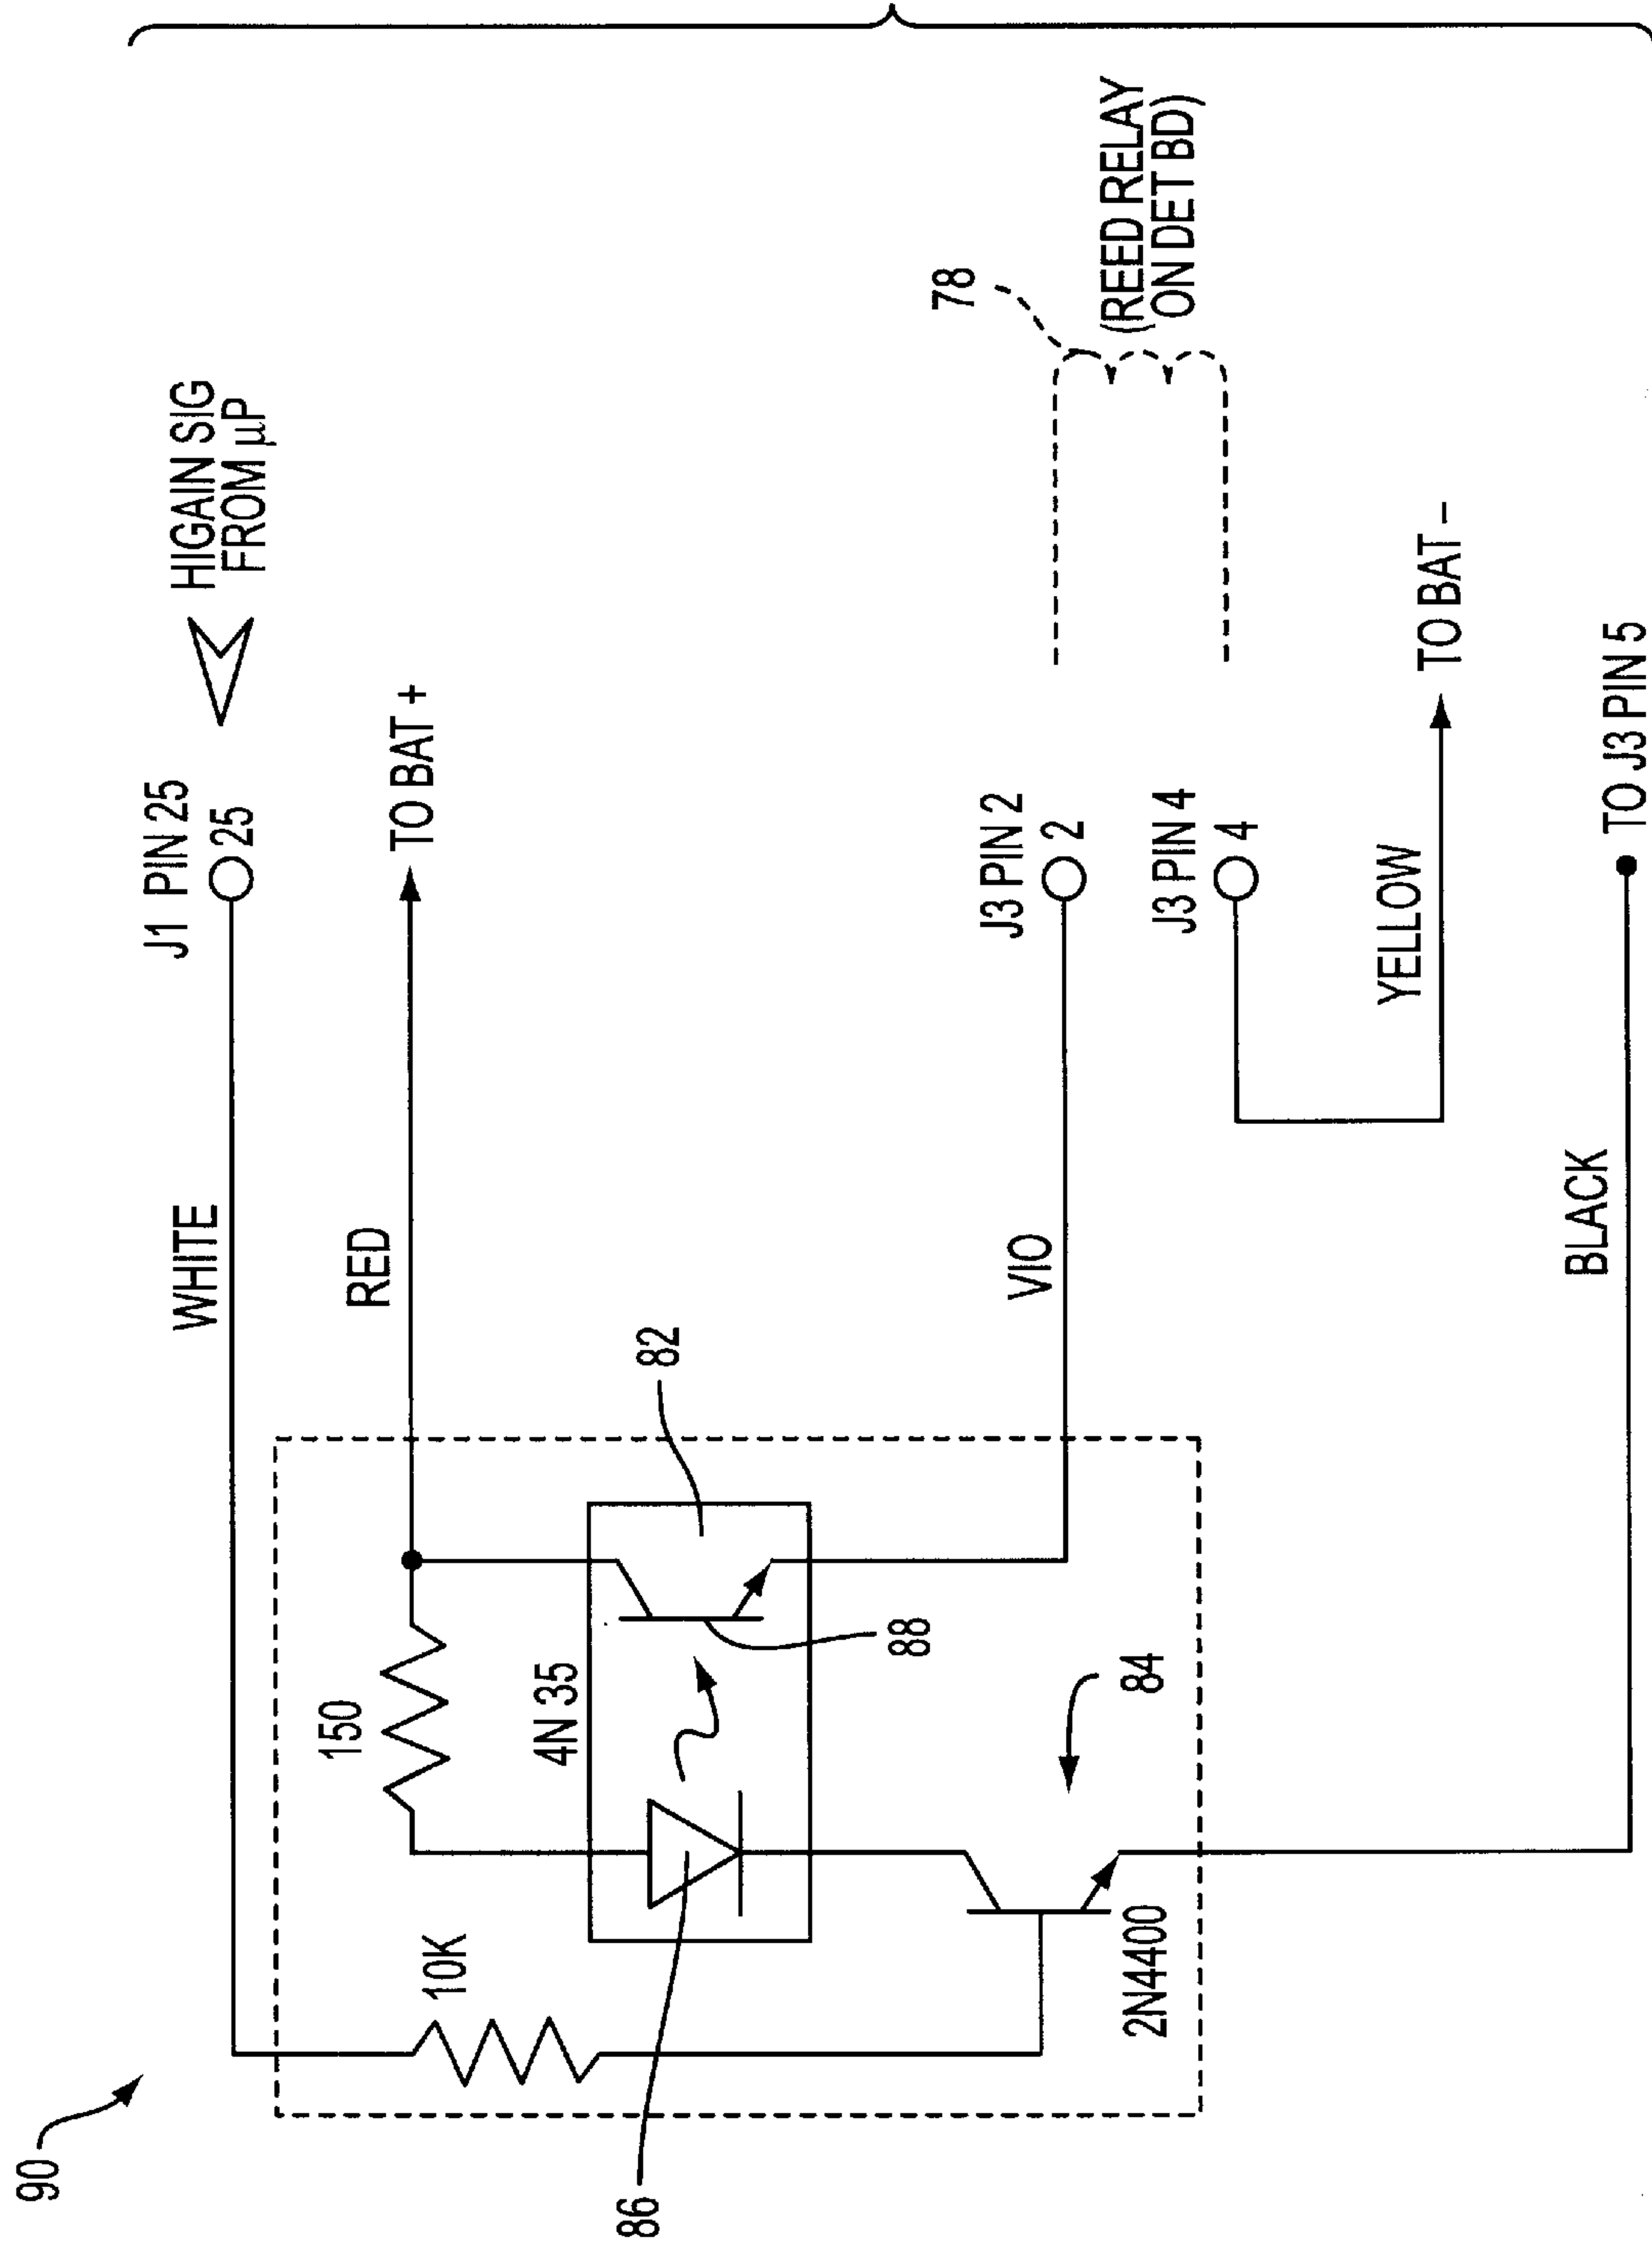 90
WHITE
J1 PIN 25
25
HIGAIN SIG
FROM µP
10K
150
RED
TO BAT +
4N 35
86
82
88
84
2N4400
VIO
J3 PIN 2
2
78
(REED RELAY
ON DET BD)
J3 PIN 4
4
YELLOW
TO BAT −
BLACK
TO J3 PIN 5